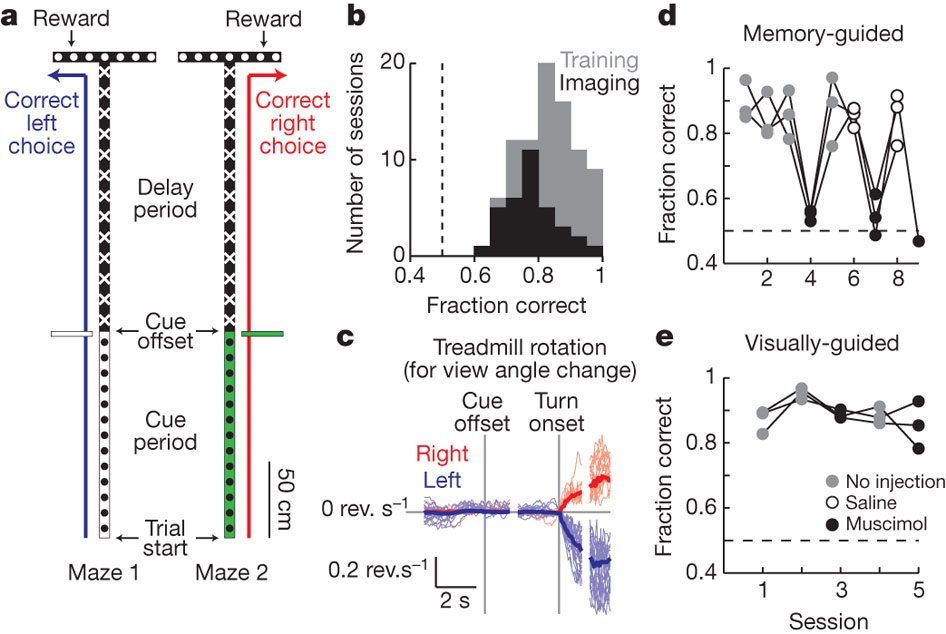 a
Reward
Reward
Correct
left
choice
Correct
right
choice
Delay
period
Cue
offset
Cue
period
50 cm
Trial
start
Maze 1
Maze 2
b
Number of sessions
20
10
0
Training
Imaging
0.4
0.6
0.8
1
Fraction correct
c
Treadmill rotation
(for view angle change)
Cue
offset
Turn
onset
Right
Left
0 rev. s−1
0.2 rev.s−1
2 s
d
Memory-guided
Fraction correct
1
0.8
0.6
0.4
2
4
6
8
e
Visually-guided
Fraction correct
1
0.8
0.6
0.4
No injection
Saline
Muscimol
1
3
5
Session